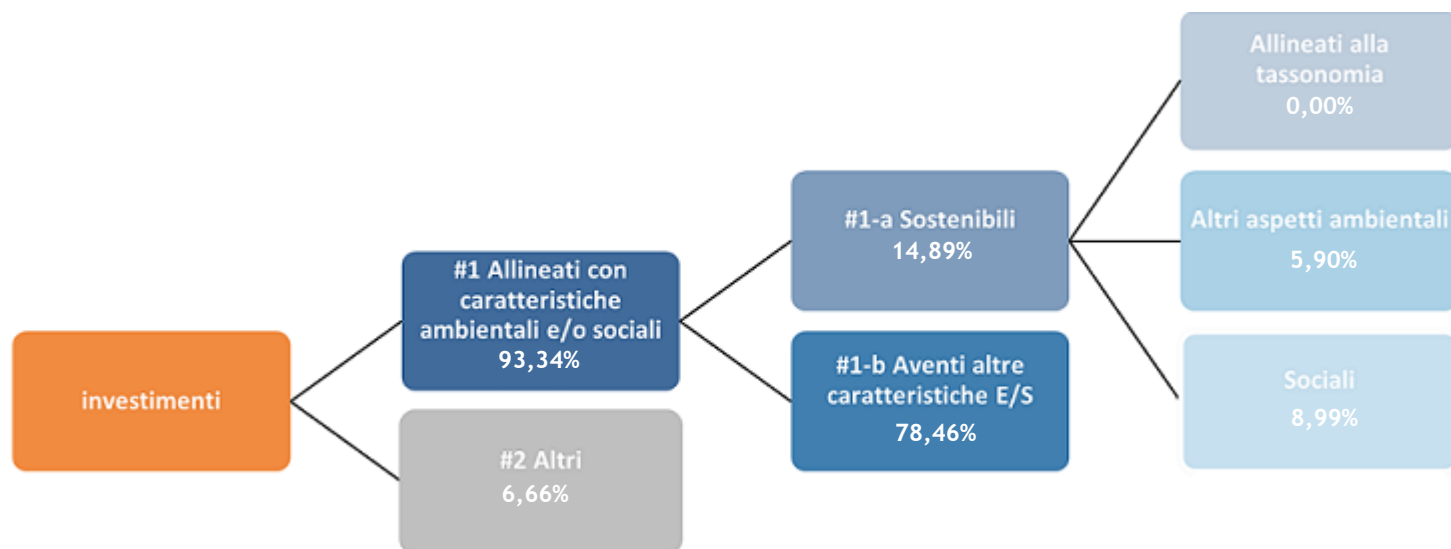 investimenti
#1 Allineati con
caratteristiche
ambientali e/o sociali
93,34%
#2 Altri
6,66%
#1-a Sostenibili
14,89%
#1-b Aventi altre
caratteristiche E/S
78,46%
Allineati alla
tassonomia
0,00%
Altri aspetti ambientali
5,90%
Sociali
8,99%